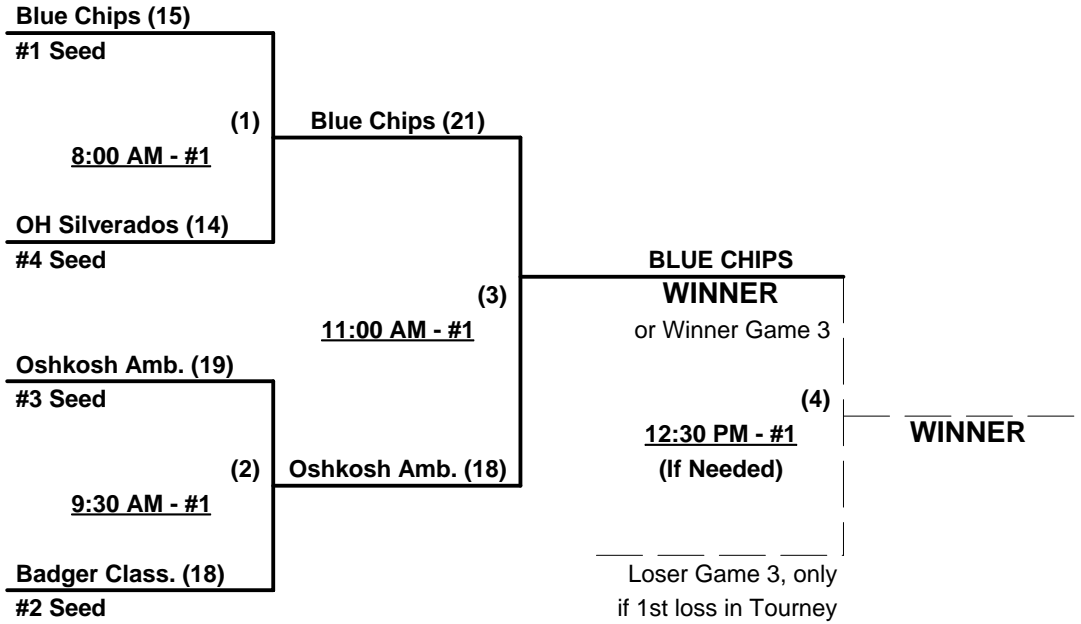 Blue Chips (15)
#1 Seed
(1)
8:00 AM - #1
OH Silverados (14)
#4 Seed
Blue Chips (21)
(3)
11:00 AM - #1
Oshkosh Amb. (19)
#3 Seed
(2)
9:30 AM - #1
Badger Class. (18)
#2 Seed
Oshkosh Amb. (18)
BLUE CHIPS
WINNER
or Winner Game 3
(4)
12:30 PM - #1
(If Needed)
Loser Game 3, only
if 1st loss in Tourney
WINNER